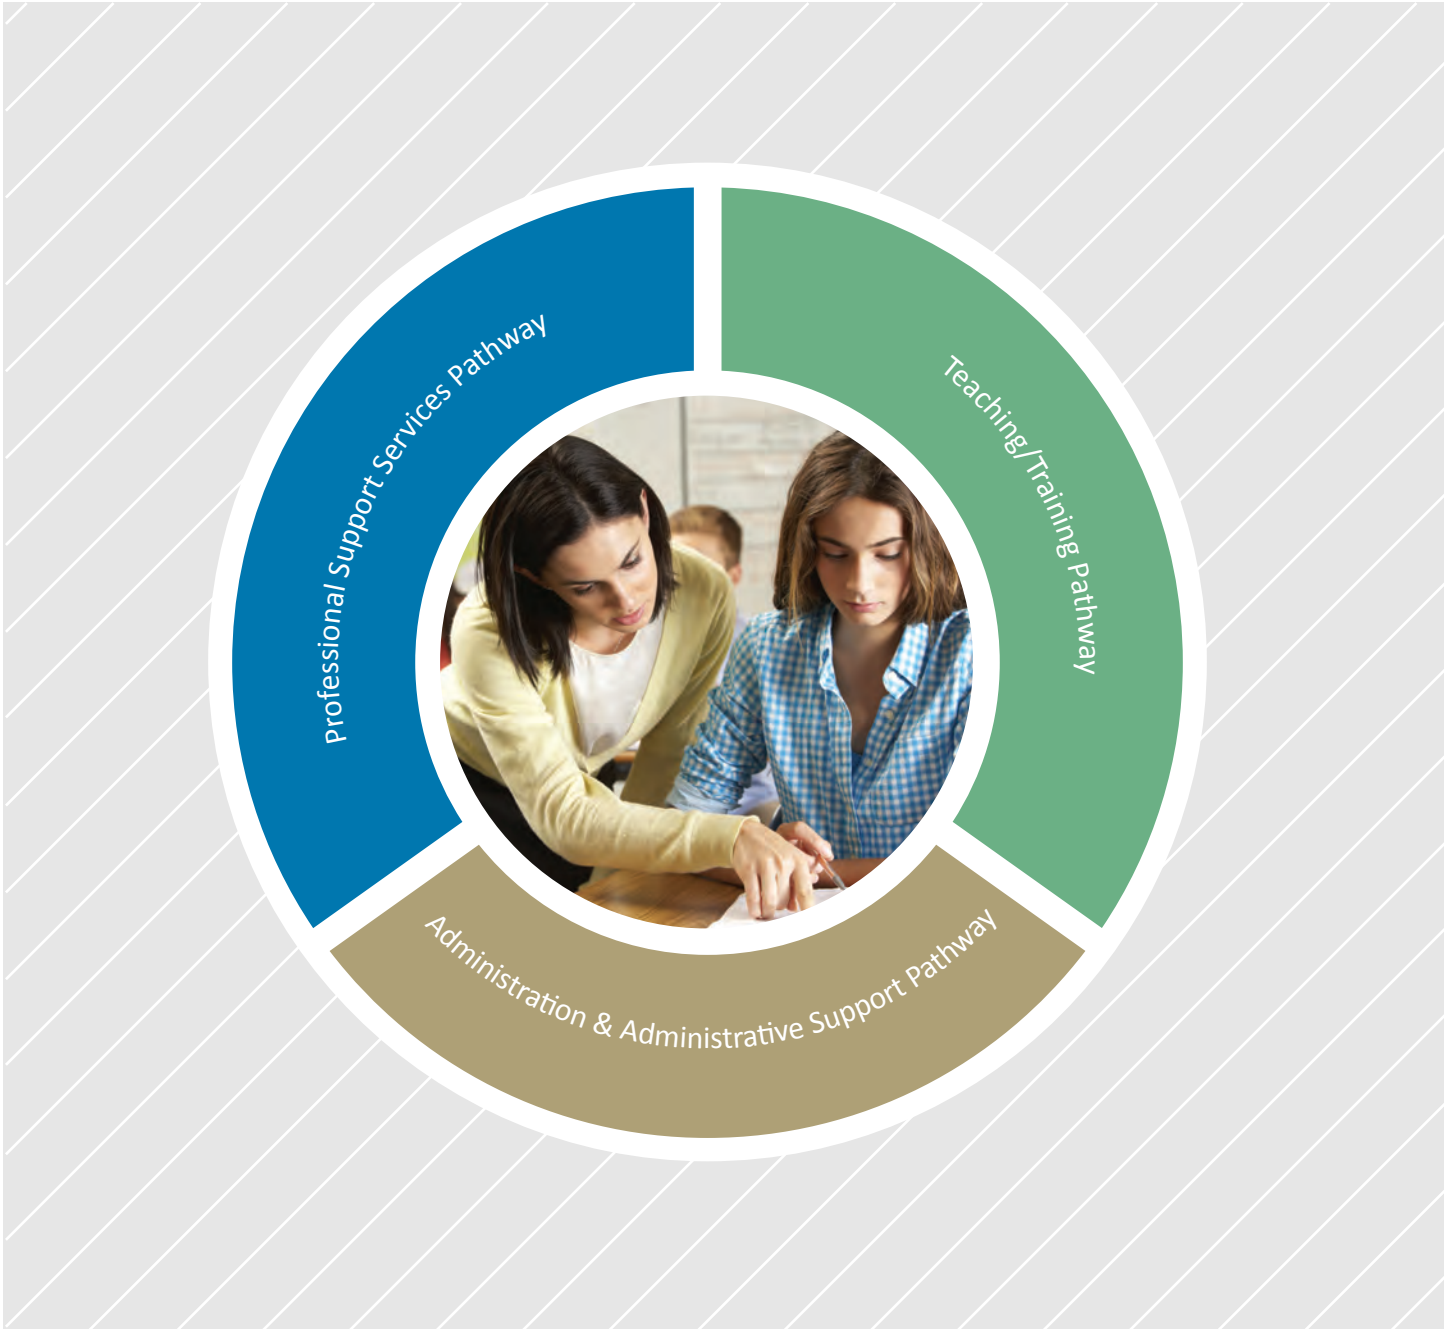 Professional Support Services Pathway
Teaching/Training Pathway
Administration & Administrative Support Pathway